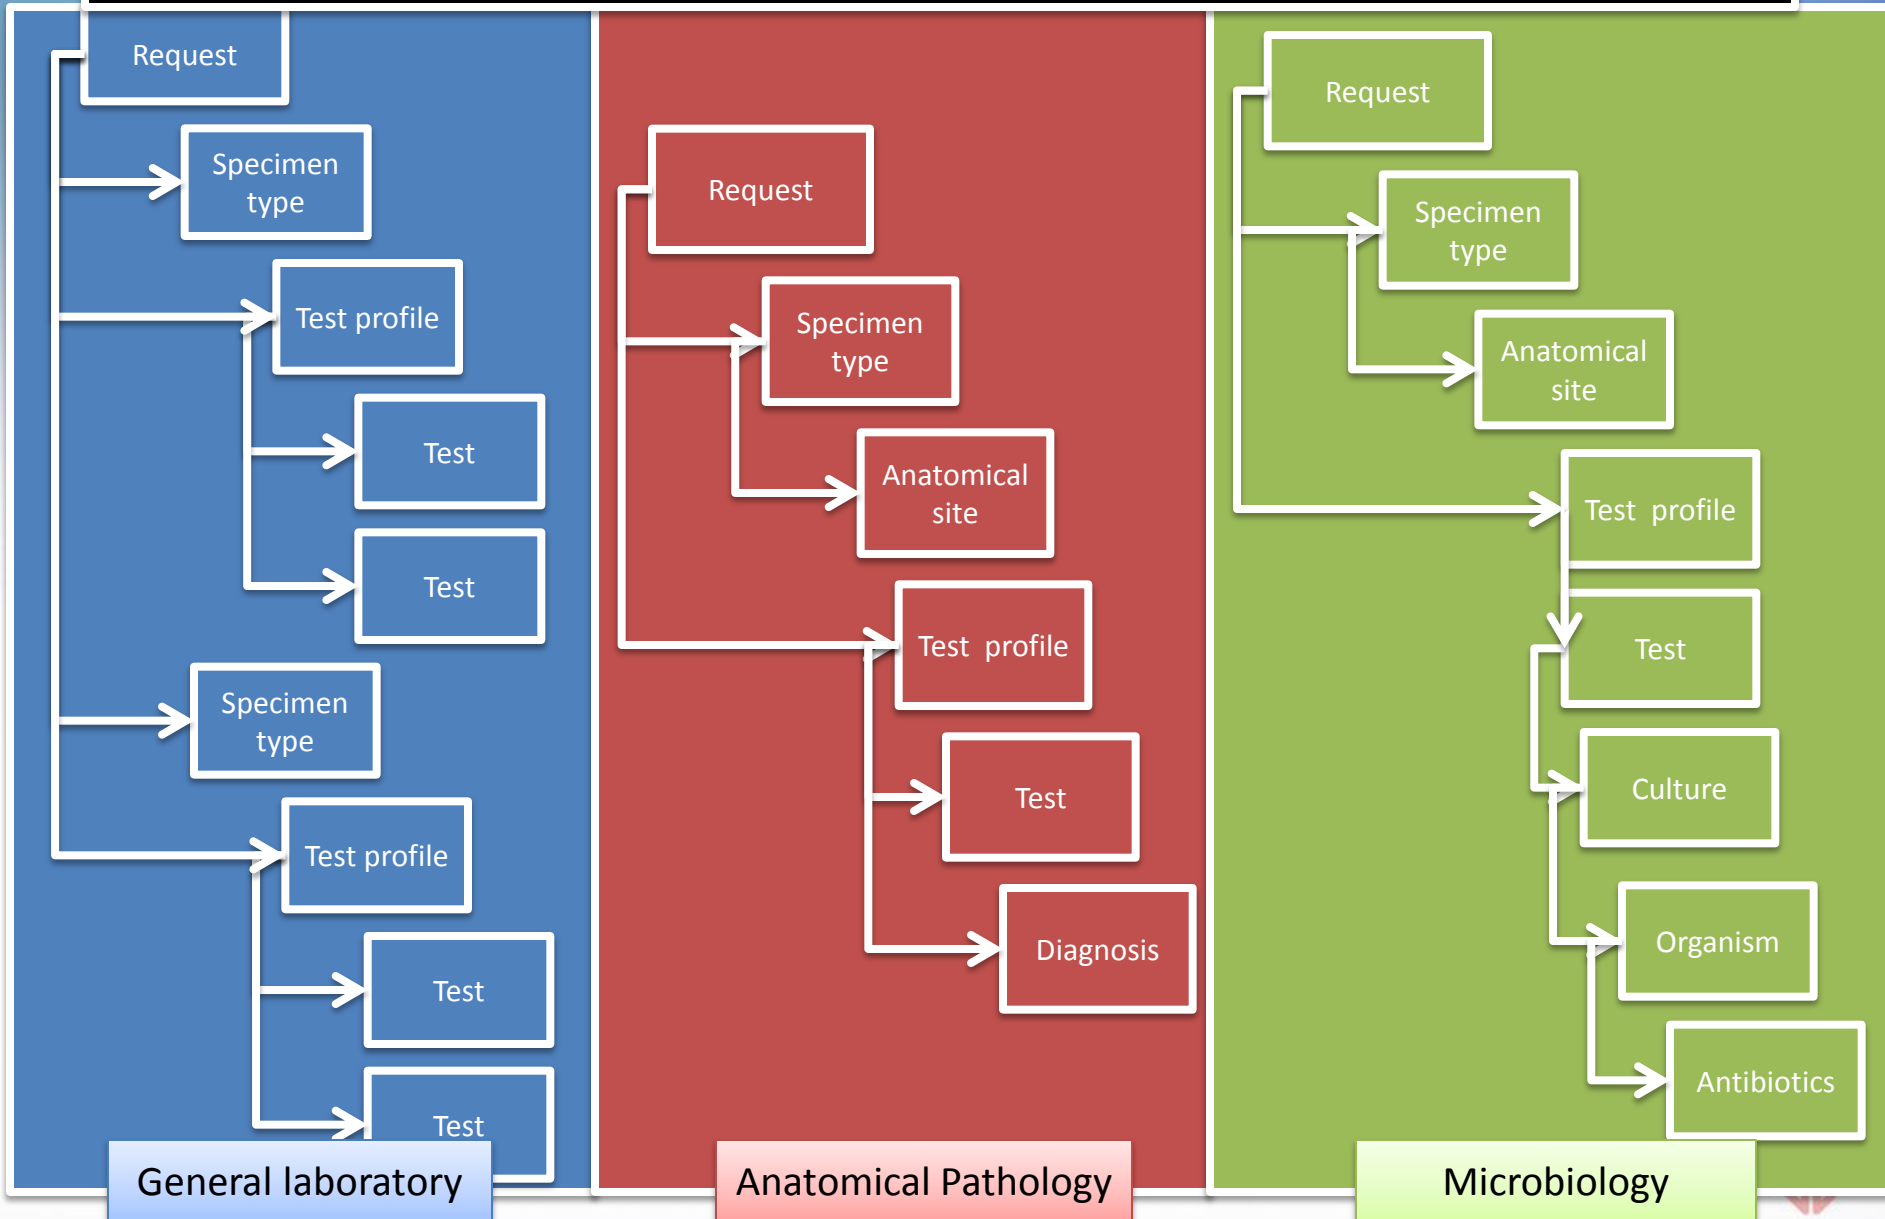 Request
Specimen
type
Test profile
Test
Test
Specimen
type
Test profile
Test
Test
General laboratory
Request
Specimen
type
Anatomical
site
Test  profile
Test
Diagnosis
Anatomical Pathology
Request
Specimen
type
Anatomical
site
Test  profile
Test
Culture
Organism
Antibiotics
Microbiology